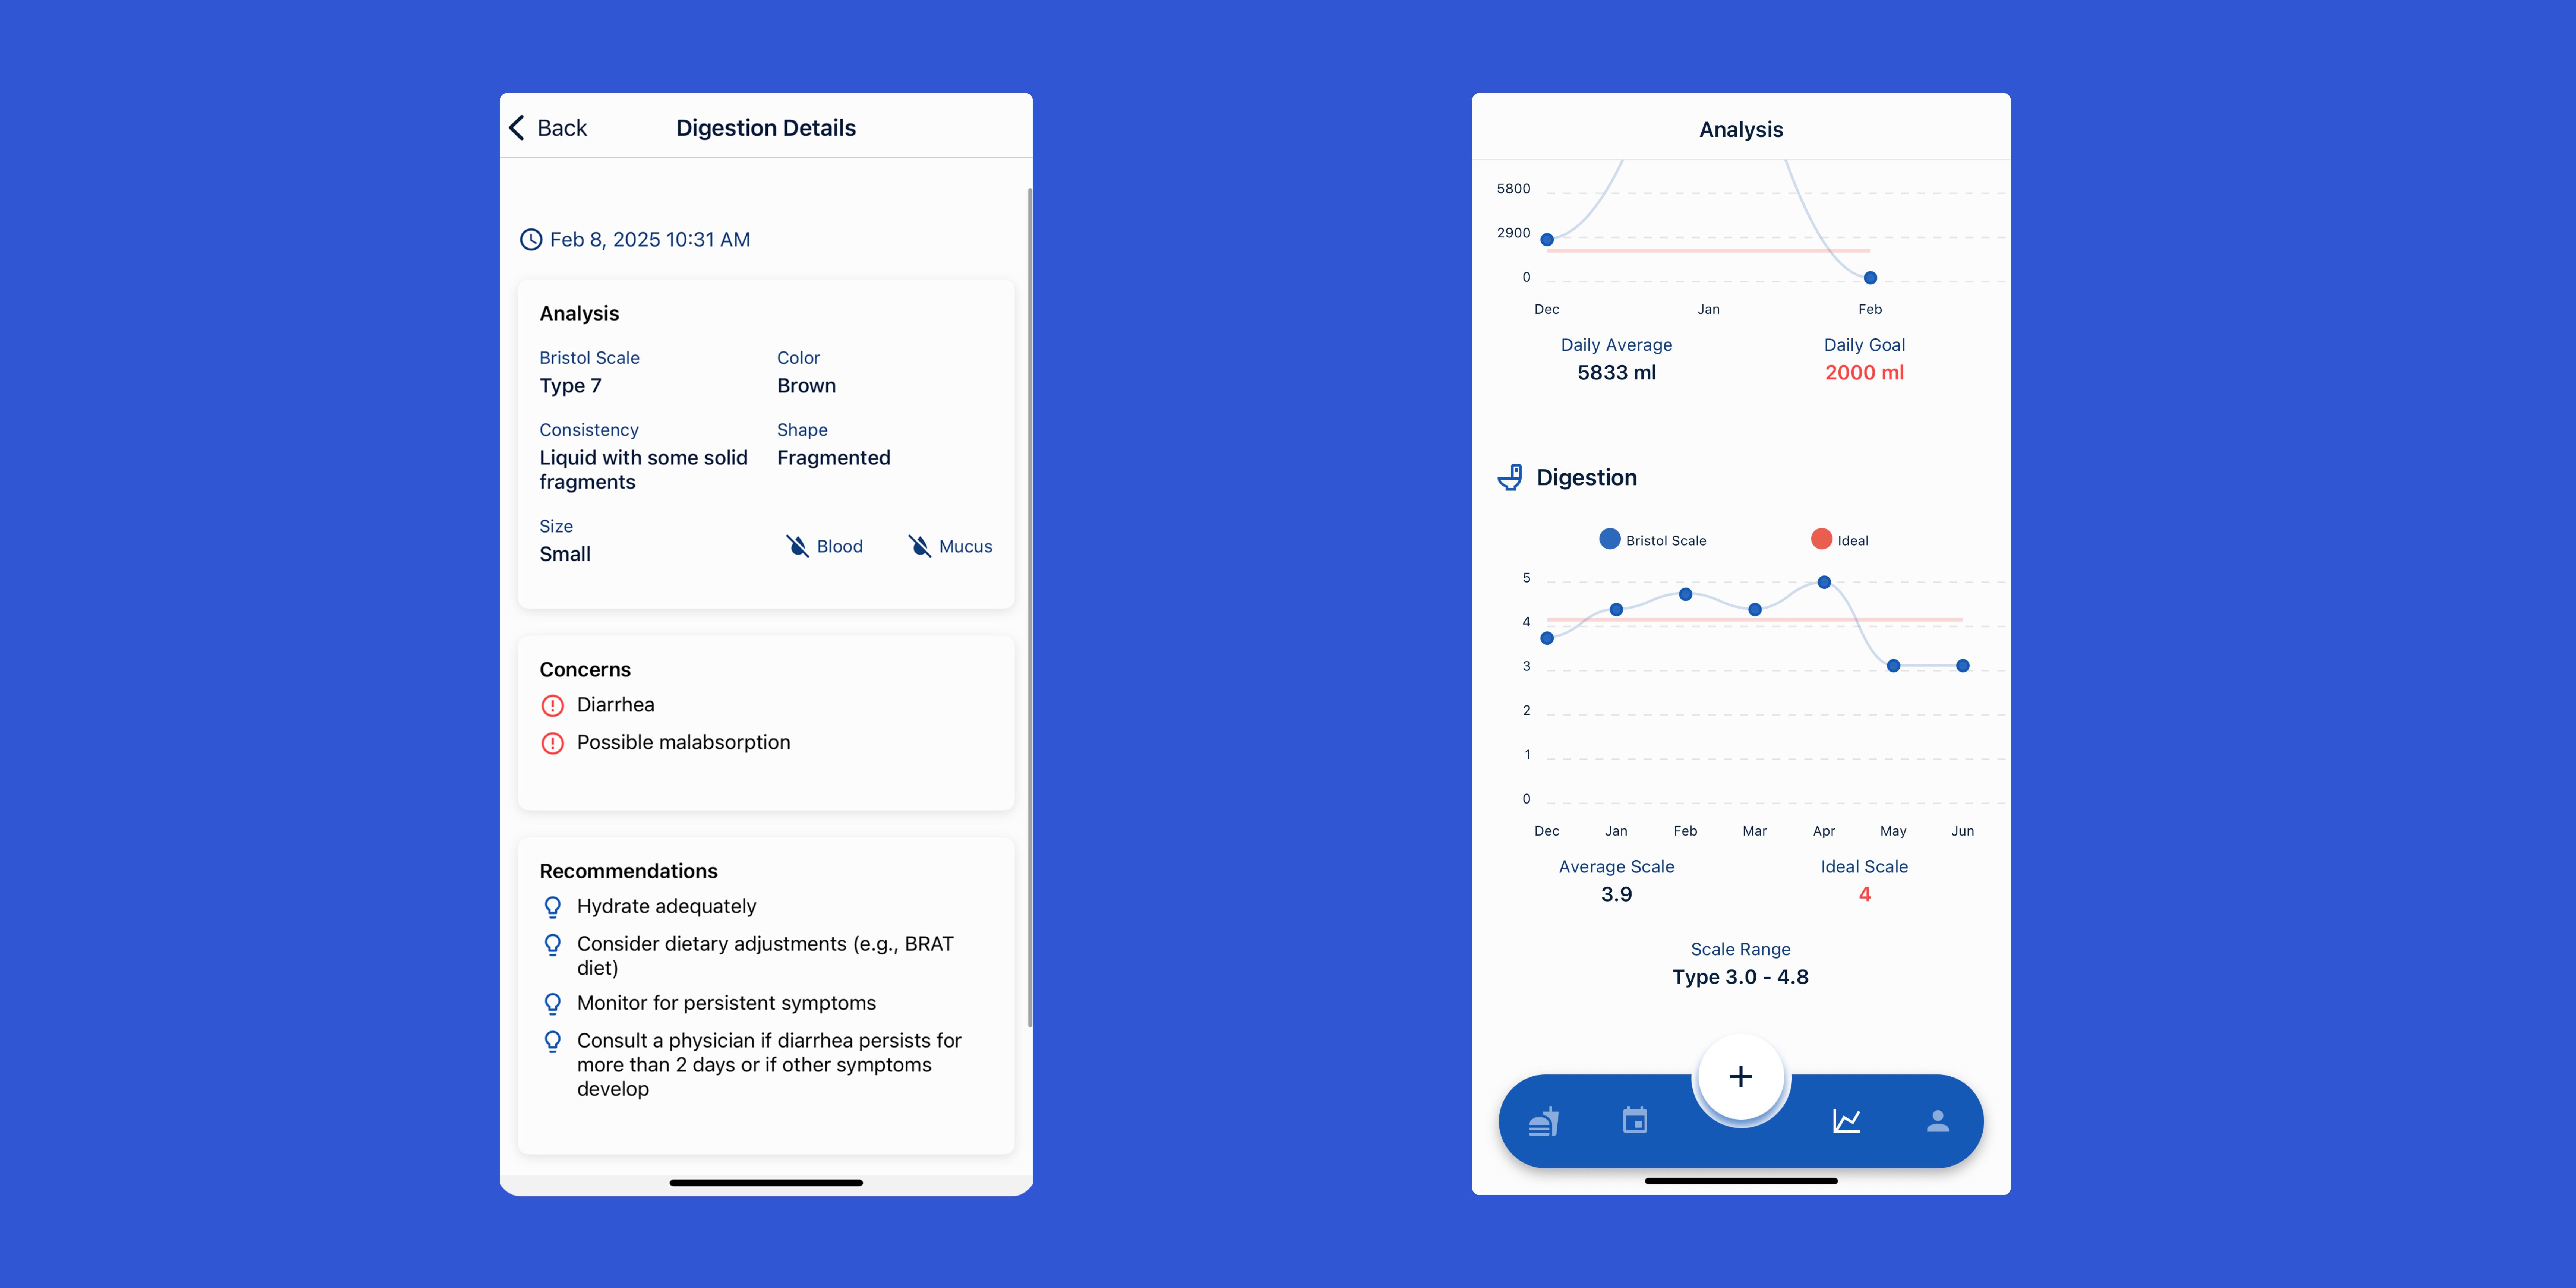 Back
Digestion Details
Feb 8, 2025 10:31 AM
Analysis
Bristol Scale
Color
Type 7
Brown
Consistency
Shape
Liquid with some solid
fragments
Fragmented
Size
Small
Blood
Mucus
Concerns
Diarrhea
Possible malabsorption
Recommendations
Hydrate adequately
Consider dietary adjustments (e.g., BRAT
diet)
Monitor for persistent symptoms
Consult a physician if diarrhea persists for
more than 2 days or if other symptoms
develop
Analysis
5800
2900
0
Dec
Jan
Feb
Daily Average
Daily Goal
5833 ml
2000 ml
Digestion
Bristol Scale
Ideal
5
4
3
2
1
0
Dec
Jan
Feb
Mar
Apr
May
Jun
Average Scale
Ideal Scale
3.9
4
Scale Range
Type 3.0 - 4.8